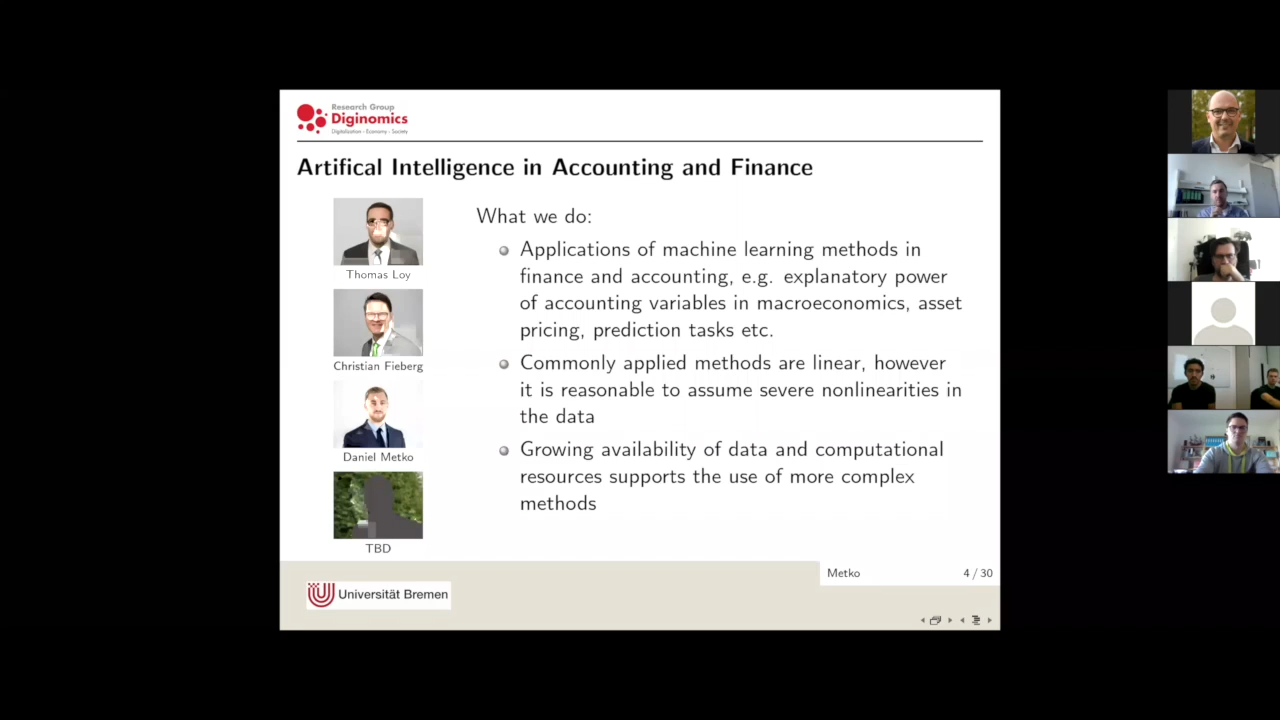 Research Group
Diginomics
Digitalization - Economy - Society
Artifical Intelligence in Accounting and Finance
Thomas Loy
Christian Fieberg
Daniel Metko
TBD
What we do:
Applications of machine learning methods in
finance and accounting, e.g. explanatory power
of accounting variables in macroeconomics, asset
pricing, prediction tasks etc.
Commonly applied methods are linear, however
it is reasonable to assume severe nonlinearities in
the data
Growing availability of data and computational
resources supports the use of more complex
methods
Metko 4 / 30
Universität Bremen